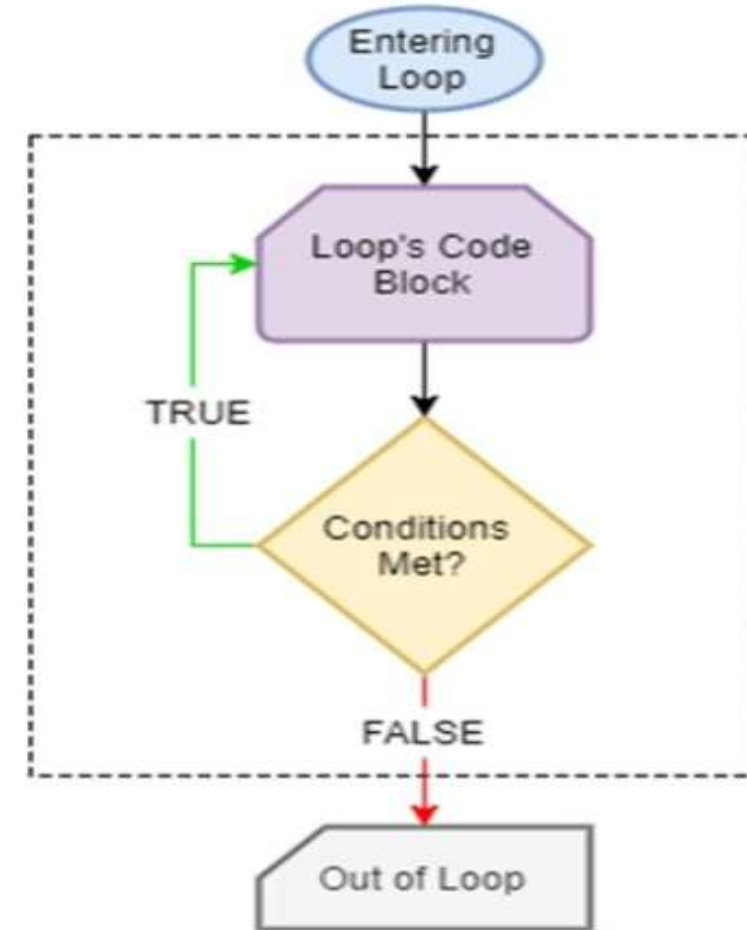 Entering
Loop
Loop's Code
Block
TRUE
Conditions
Met?
FALSE
Out of Loop